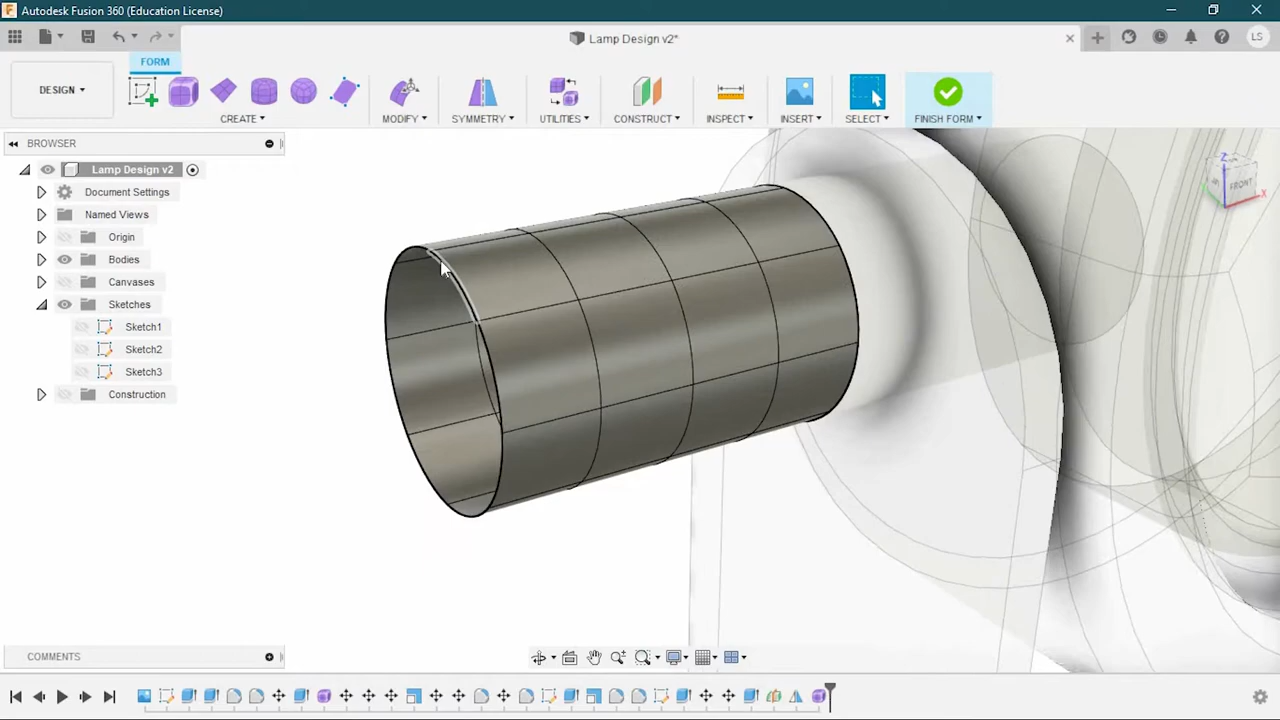 Autodesk Fusion 360 (Education License)
Lamp Design v2*
LS
FORM
DESIGN
CREATE
MODIFY
SYMMETRY
UTILITIES
CONSTRUCT
INSPECT
INSERT
SELECT
FINISH FORM
BROWSER
Lamp Design v2
Document Settings
Named Views
Origin
Bodies
Canvases
Sketches
Sketch1
Sketch2
Sketch3
Construction
Z
FRONT
X
COMMENTS